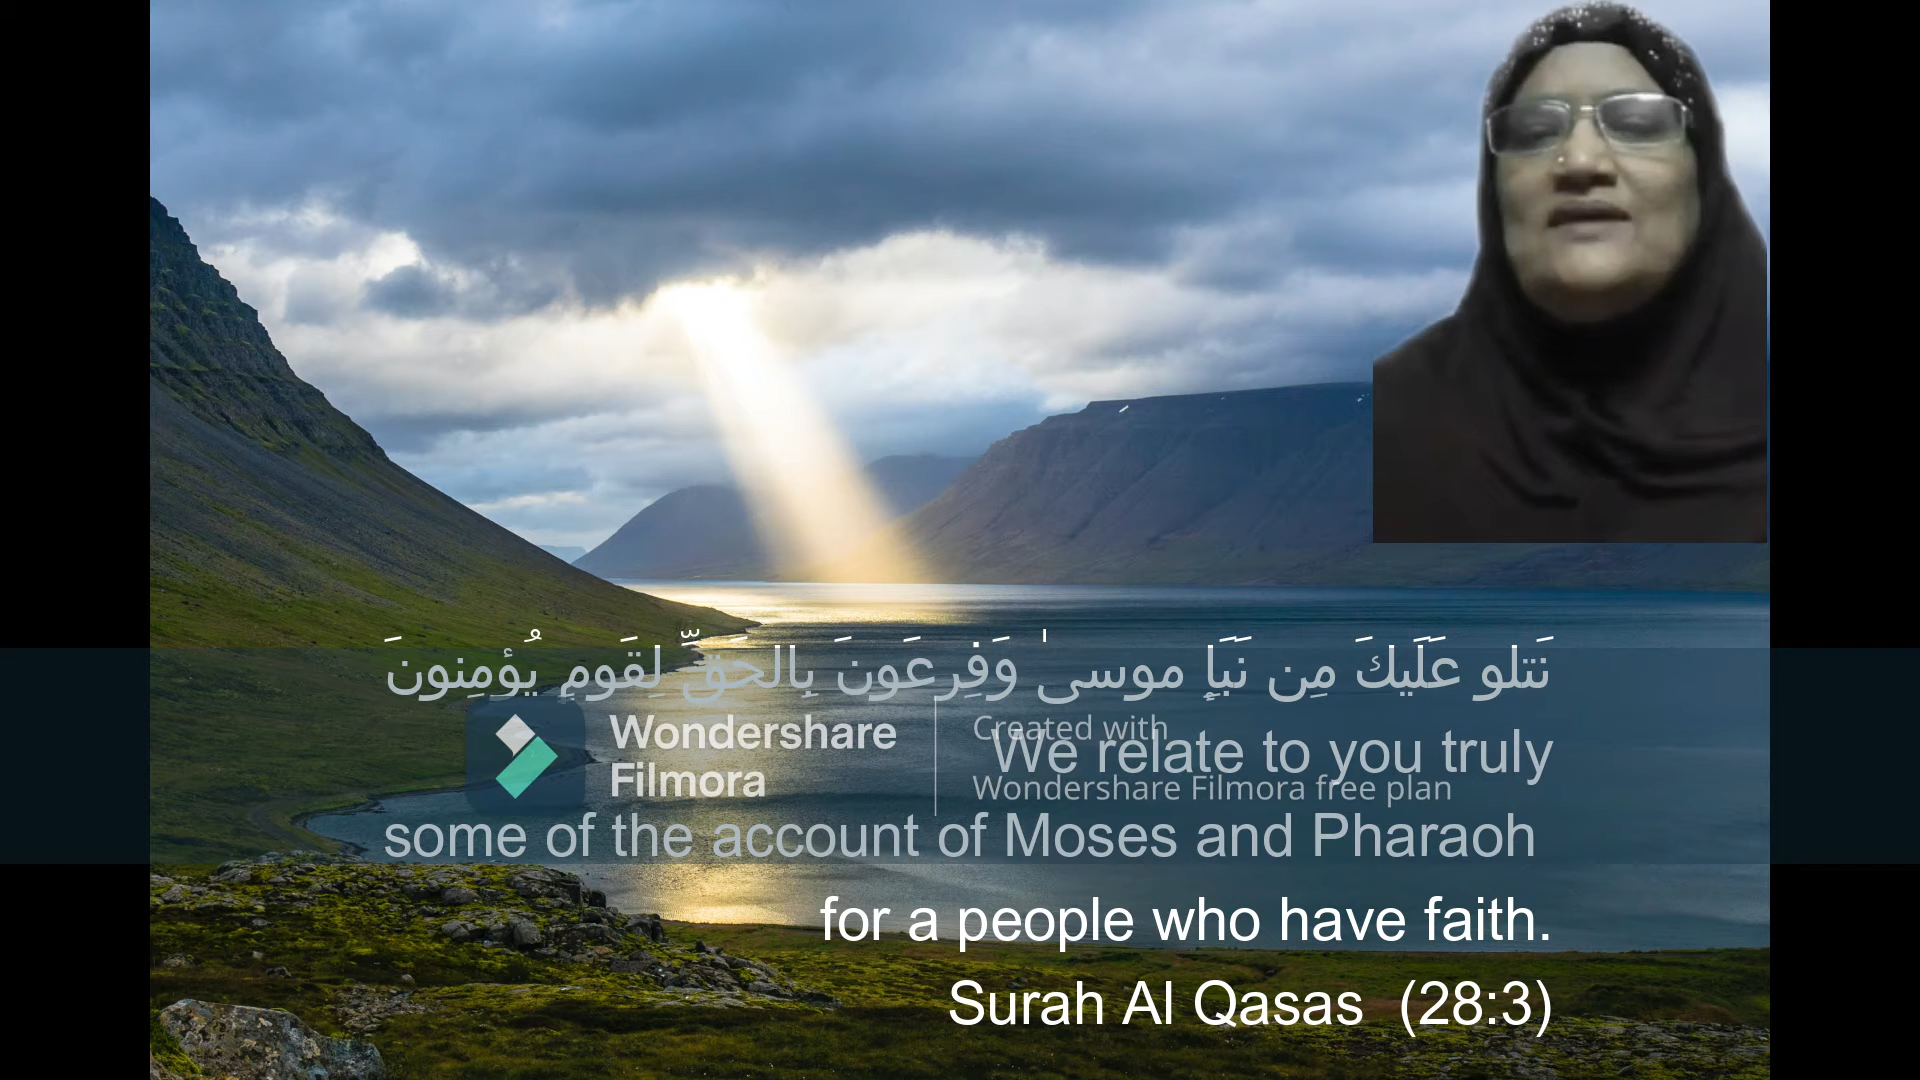 نَتلو عَلَيكَ مِن نَبَإِ موسىٰ وَفِرعَونَ بِالحَقِّ لِقَومٍ يُؤمِنونَ
Wondershare
Filmora
Created with
Wondershare Filmora free plan
We relate to you truly
some of the account of Moses and Pharaoh
for a people who have faith.
Surah Al Qasas (28:3)